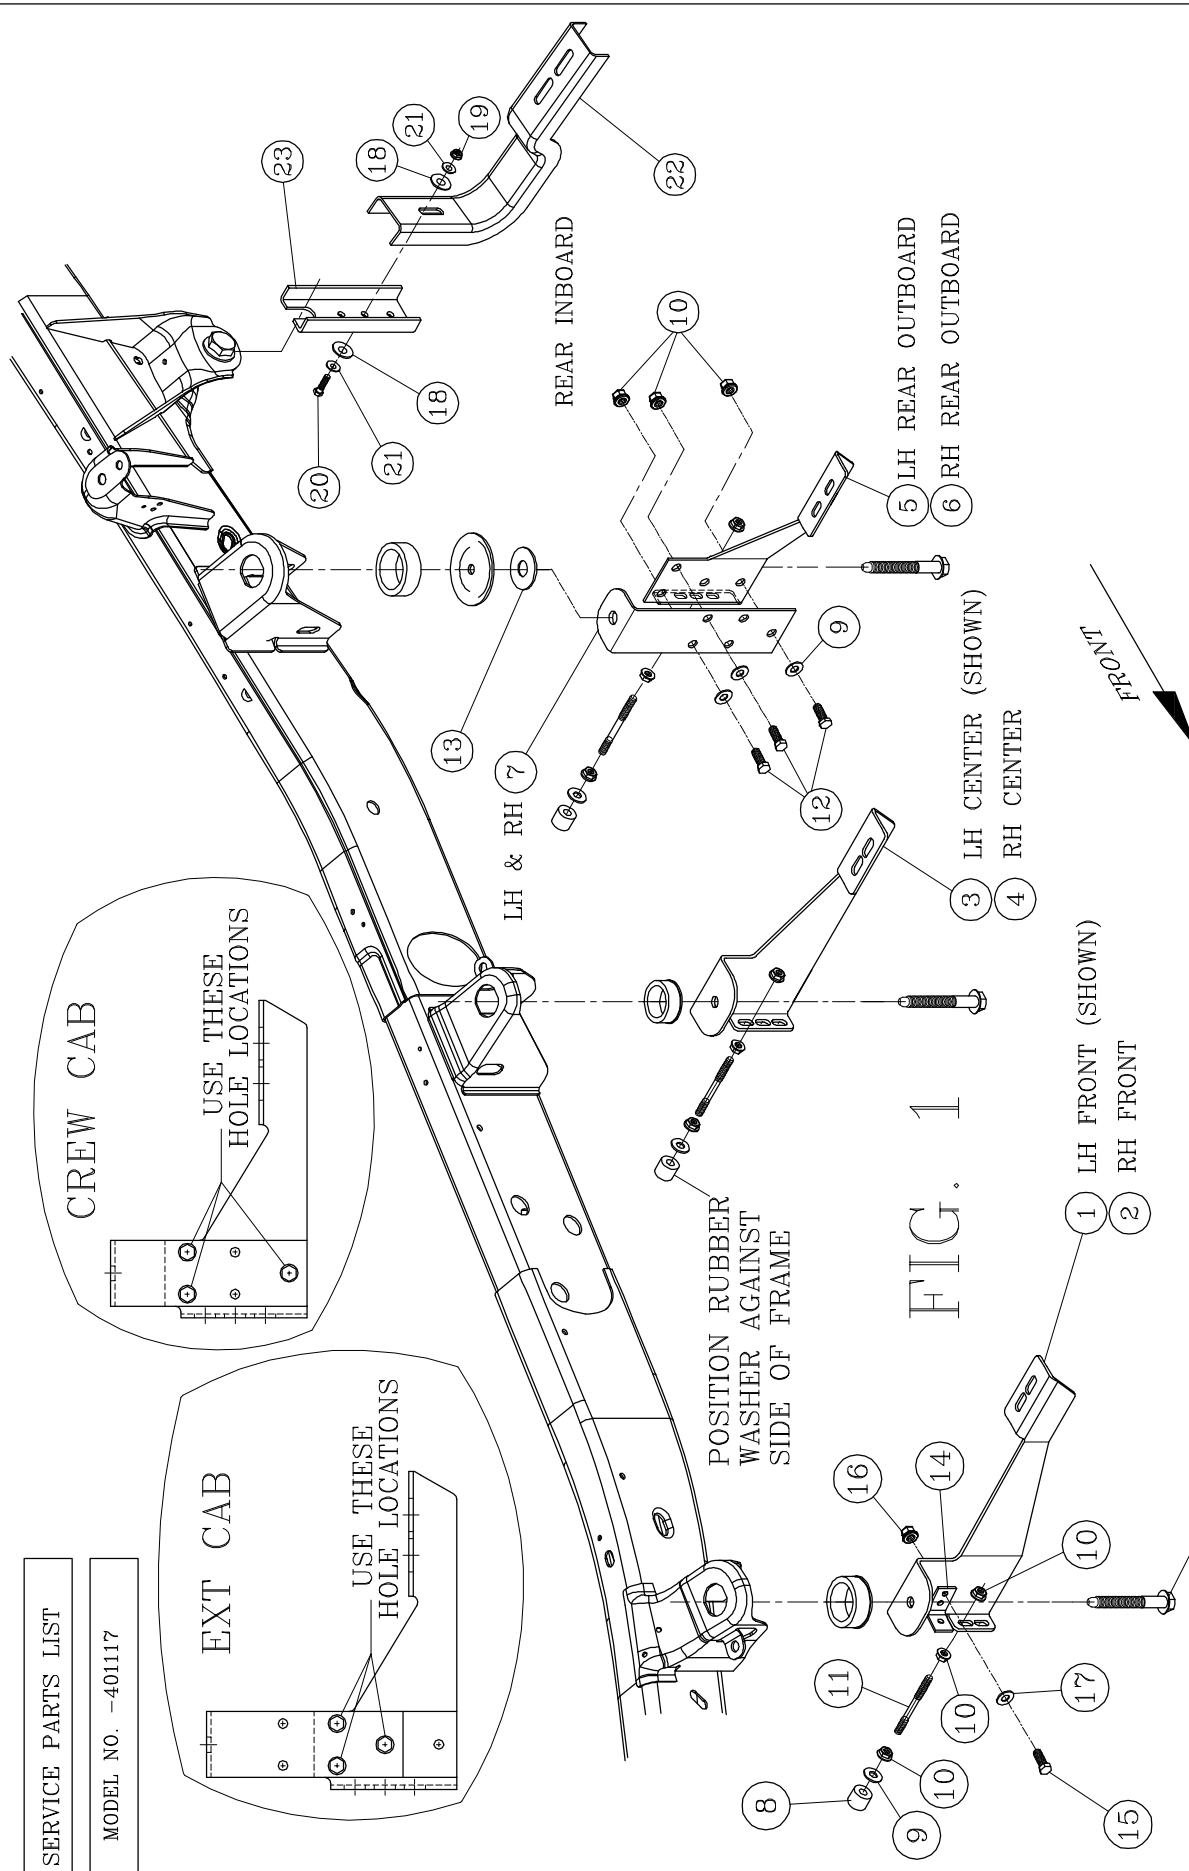 SERVICE PARTS LIST
MODEL NO. -401117
EXT CAB
USE THESE
HOLE LOCATIONS
CREW CAB
USE THESE
HOLE LOCATIONS
23
18
21
19
22
20
21
18
REAR INBOARD
10
5 LH REAR OUTBOARD
6 RH REAR OUTBOARD
13
LH & RH 7
9
12
FRONT
3 LH CENTER (SHOWN)
4 RH CENTER
POSITION RUBBER
WASHER AGAINST
SIDE OF FRAME
FIG. 1
1 LH FRONT (SHOWN)
2 RH FRONT
16
14
10
11
10
17
8
9
10
15